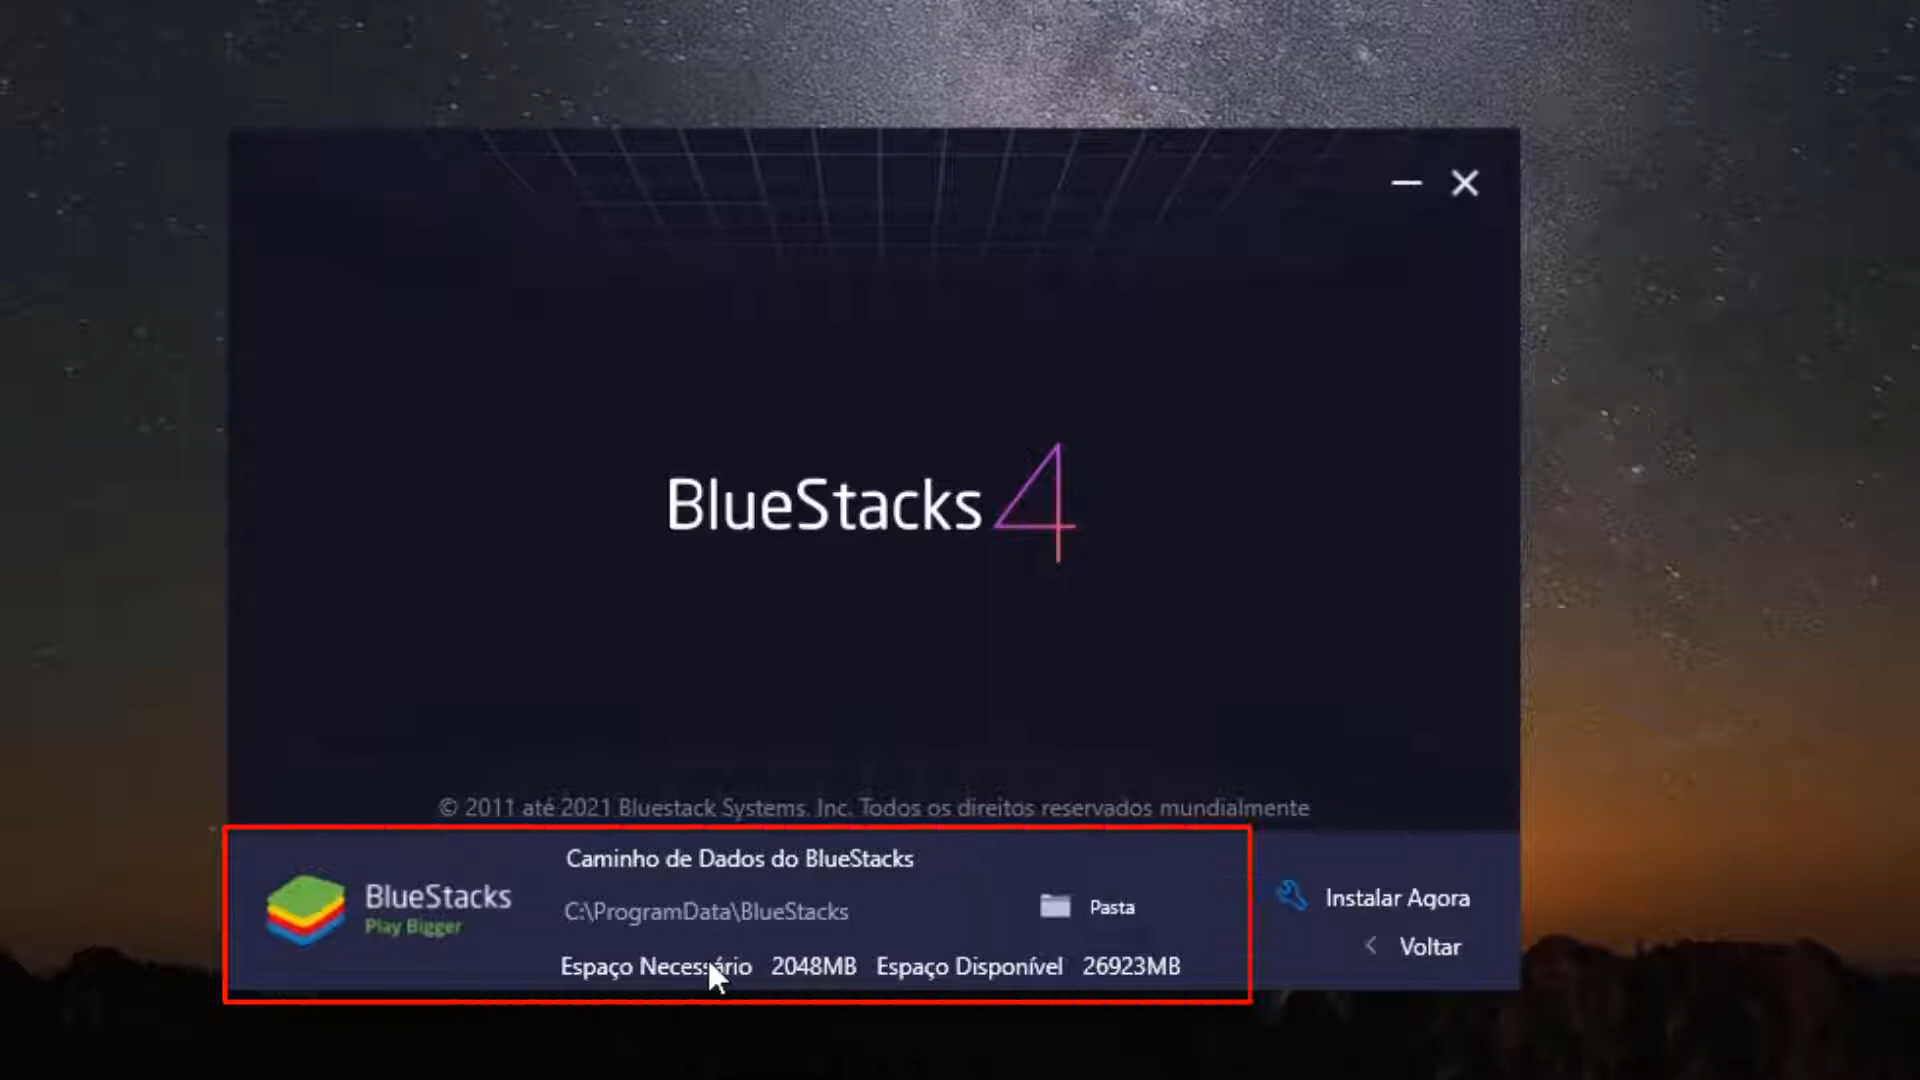 BlueStacks 4
© 2011 até 2021 Bluestack Systems, Inc. Todos os direitos reservados mundialmente
BlueStacks
Play Bigger
Caminho de Dados do BlueStacks
C:\ProgramData\BlueStacks
Pasta
Espaço Necessário 2048MB Espaço Disponível 26923MB
Instalar Agora
Voltar